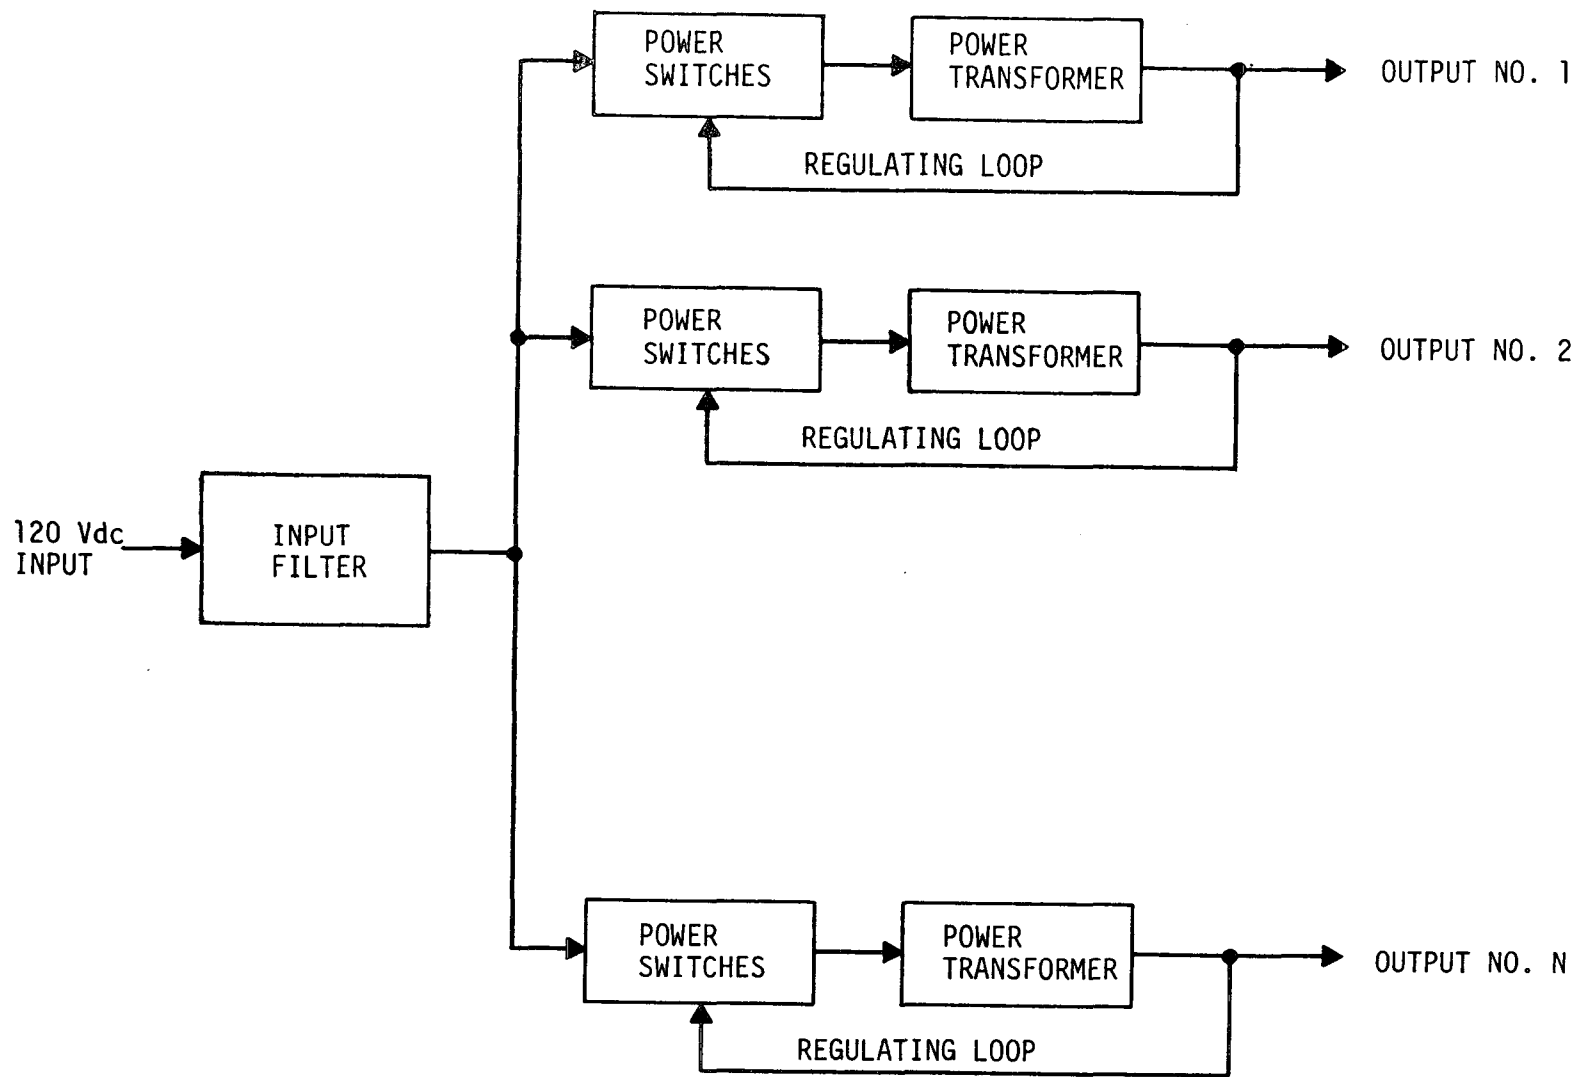 POWER
SWITCHES
POWER
TRANSFORMER
OUTPUT NO. 1
REGULATING LOOP
POWER
SWITCHES
POWER
TRANSFORMER
OUTPUT NO. 2
REGULATING LOOP
120 Vdc
INPUT
INPUT
FILTER
POWER
SWITCHES
POWER
TRANSFORMER
OUTPUT NO. N
REGULATING LOOP